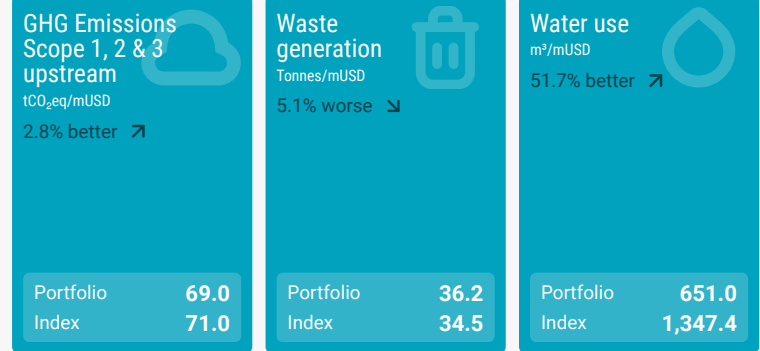 GHG Emissions
Scope 1, 2 & 3
upstream
tCO₂eq/mUSD
2.8% better
Portfolio 69.0
Index 71.0
Waste
generation
Tonnes/mUSD
5.1% worse
Portfolio 36.2
Index 34.5
Water use
m³/mUSD
51.7% better
Portfolio 651.0
Index 1,347.4